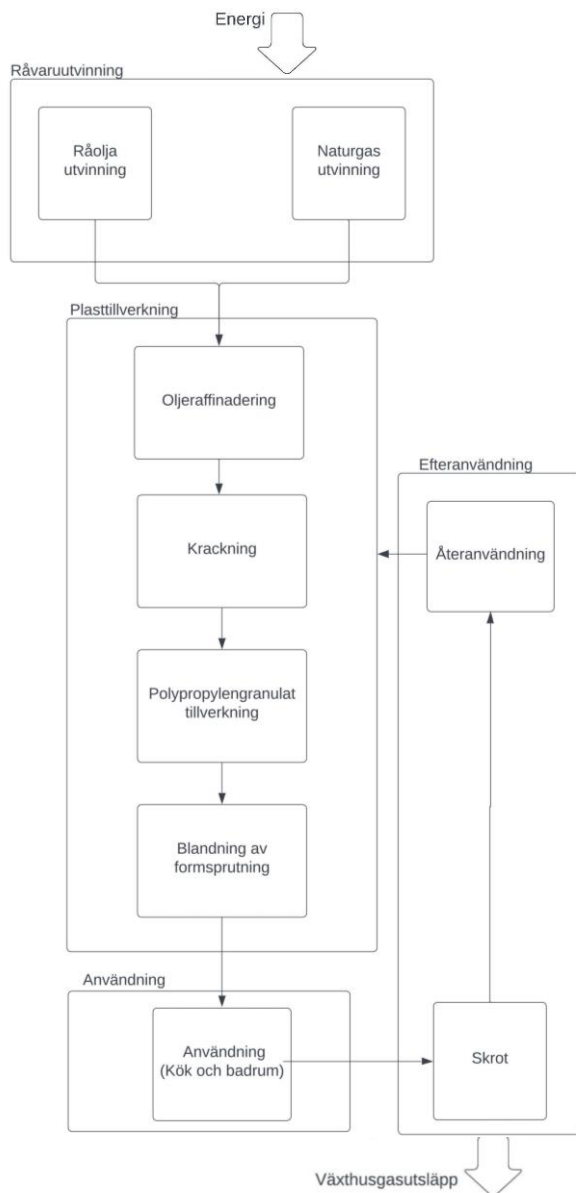 Energi
Råvaruutvinning
Råolja
utvinning
Naturgas
utvinning
Plasttillverkning
Oljeraffinadering
Krackning
Polypropylengranulat
tillverkning
Blandning av
formsprutning
Efteranvändning
Återanvändning
Användning
Användning
(Kök och badrum)
Skrot
Växthusgasutsläpp